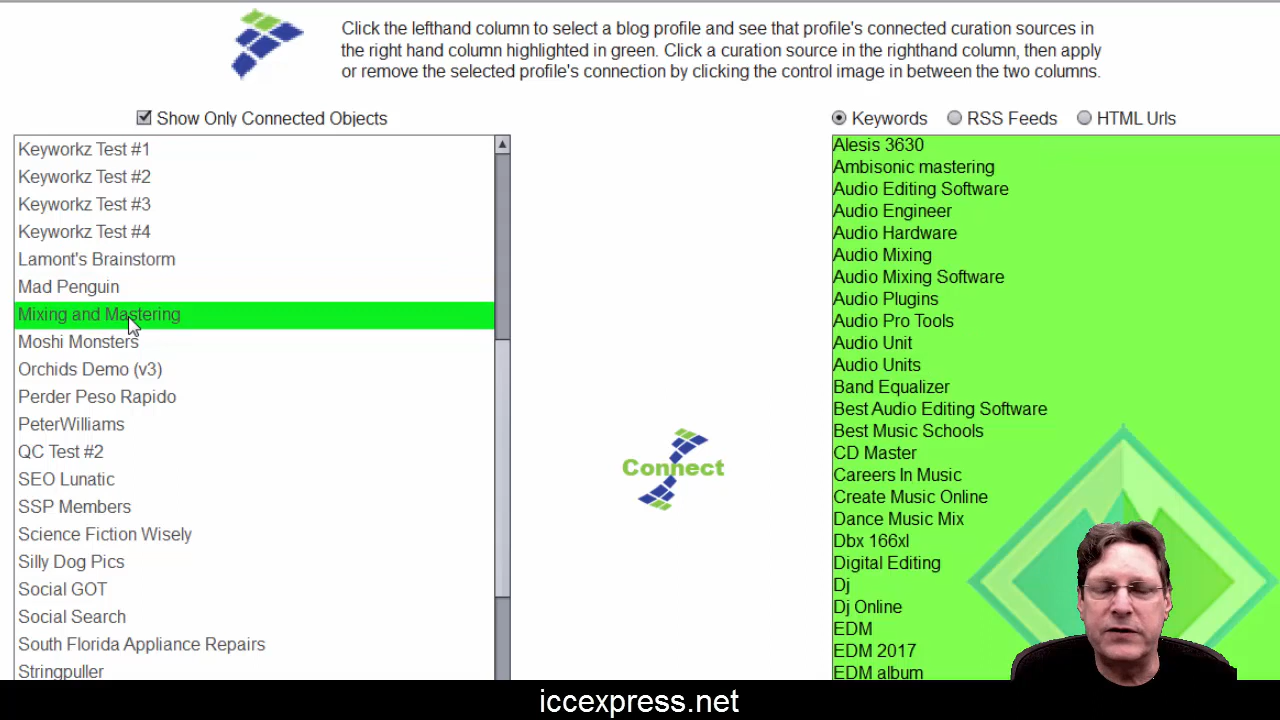 Click the lefthand column to select a blog profile and see that profile's connected curation sources in
the right hand column highlighted in green. Click a curation source in the righthand column, then apply
or remove the selected profile's connection by clicking the control image in between the two columns.
Show Only Connected Objects
Keyworkz Test #1
Keyworkz Test #2
Keyworkz Test #3
Keyworkz Test #4
Lamont's Brainstorm
Mad Penguin
Mixing and Mastering
Moshi Monsters
Orchids Demo (v3)
Perder Peso Rapido
PeterWilliams
QC Test #2
SEO Lunatic
SSP Members
Science Fiction Wisely
Silly Dog Pics
Social GOT
Social Search
South Florida Appliance Repairs
Stringpuller
Connect
Keywords RSS Feeds HTML Urls
Alesis 3630
Ambisonic mastering
Audio Editing Software
Audio Engineer
Audio Hardware
Audio Mixing
Audio Mixing Software
Audio Plugins
Audio Pro Tools
Audio Unit
Audio Units
Band Equalizer
Best Audio Editing Software
Best Music Schools
CD Master
Careers In Music
Create Music Online
Dance Music Mix
Dbx 166xl
Digital Editing
Dj
Dj Online
EDM
EDM 2017
EDM album
iccexpress.net